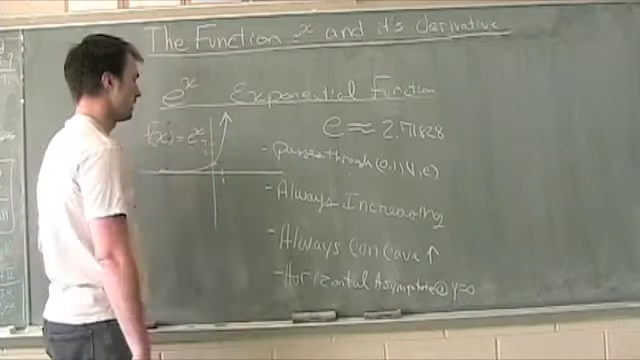 The Function e^x and it's derivative
e^x Exponential Function
f(x) = e^x
e ≈ 2.71828
- Passes through (0,1) (1,e)
- Always Increasing
- Always Concave ↑
- Horizontal Asymptote @ y=0